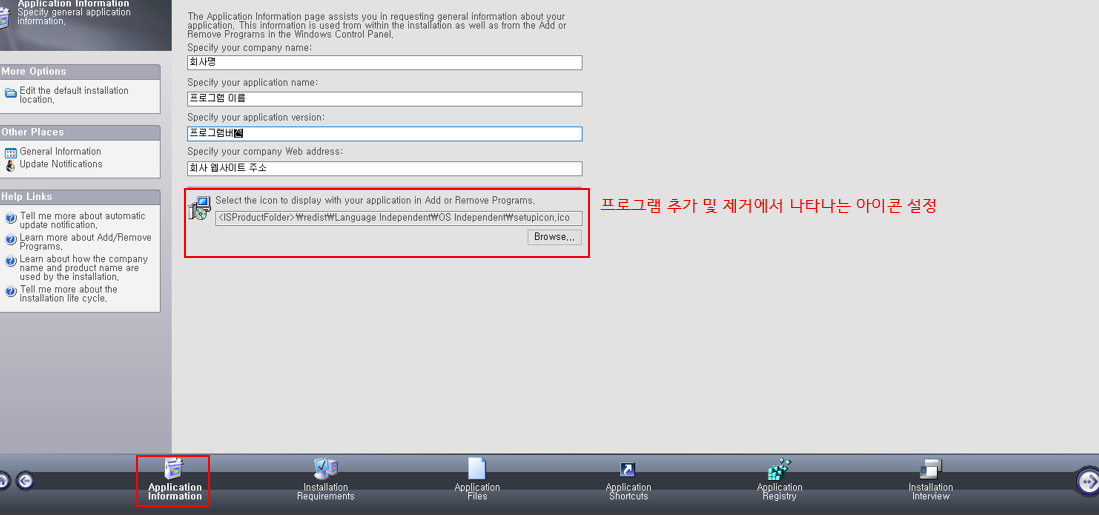 Application Information
Specify general application
information.
The Application Information page assists you in requesting general information about your
application. This information is used from within the installation as well as from the Add or
Remove Programs in the Windows Control Panel.
Specify your company name:
회사명
Specify your application name:
프로그램 이름
Specify your application version:
프로그램버
Specify your company Web address:
회사 웹사이트 주소
More Options
Edit the default installation
location.
Other Places
General Information
Update Notifications
Help Links
Tell me more about automatic
update notification.
Learn more about Add/Remove
Programs.
Learn about how the company
name and product name are
used by the installation.
Tell me more about the
installation life cycle.
Select the icon to display with your application in Add or Remove Programs.
<ISProductFolder>₩redist₩Language Independent₩OS Independent₩setupicon.ico
Browse...
프로그램 추가 및 제거에서 나타나는 아이콘 설정
Application
Information
Installation
Requirements
Application
Files
Application
Shortcuts
Application
Registry
Installation
Interview